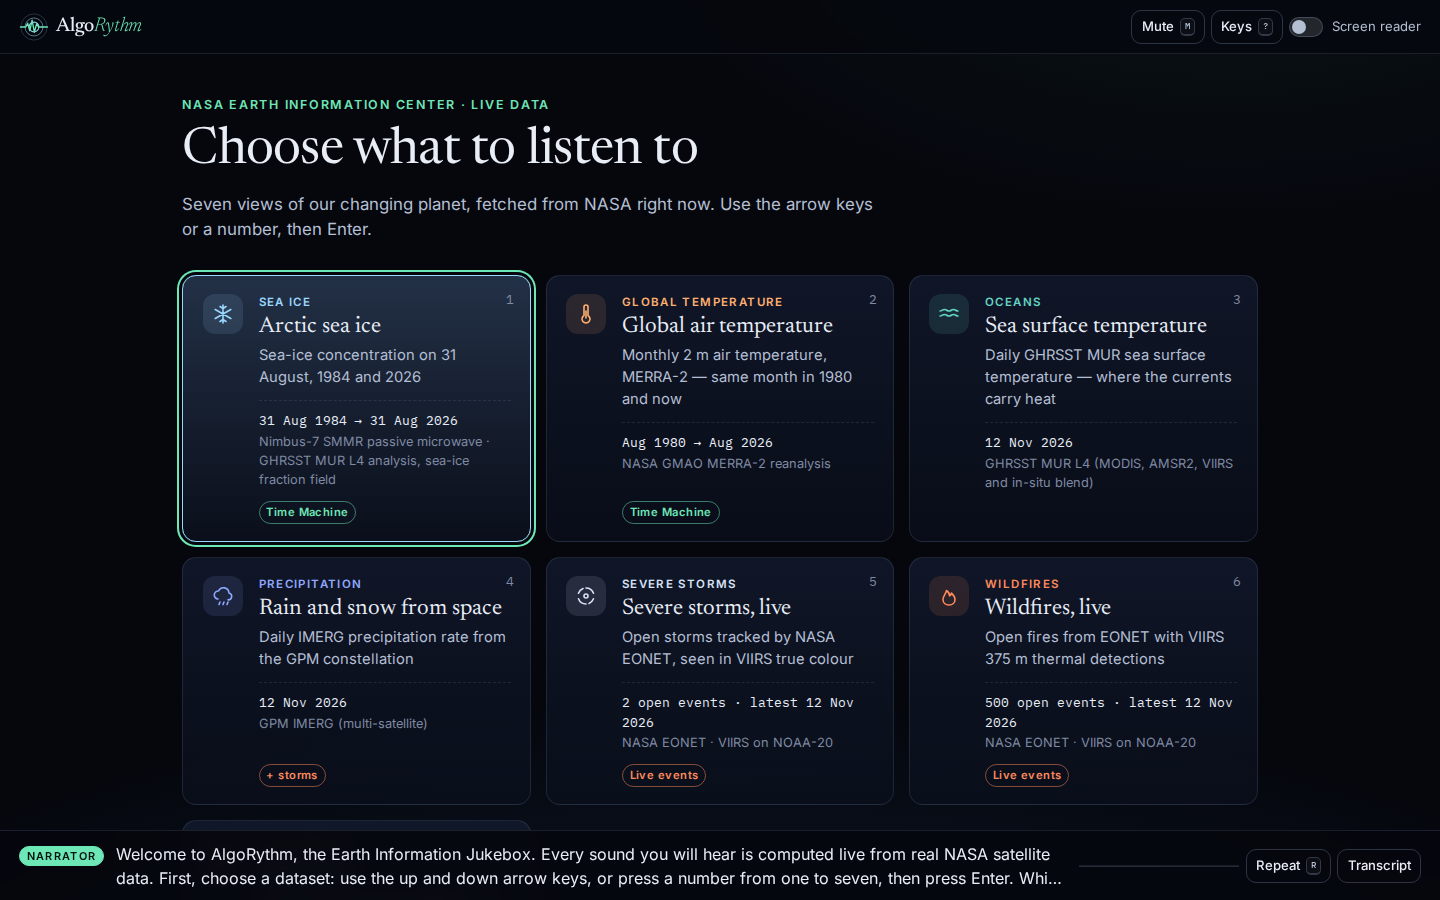 AlgoRythm
Mute M
Keys ?
Screen reader
NASA EARTH INFORMATION CENTER · LIVE DATA
Choose what to listen to
Seven views of our changing planet, fetched from NASA right now. Use the arrow keys
or a number, then Enter.
SEA ICE
1
Arctic sea ice
Sea-ice concentration on 31
August, 1984 and 2026
31 Aug 1984 → 31 Aug 2026
Nimbus-7 SMMR passive microwave ·
GHRSST MUR L4 analysis, sea-ice
fraction field
Time Machine
GLOBAL TEMPERATURE
2
Global air temperature
Monthly 2 m air temperature,
MERRA-2 — same month in 1980
and now
Aug 1980 → Aug 2026
NASA GMAO MERRA-2 reanalysis
Time Machine
OCEANS
3
Sea surface temperature
Daily GHRSST MUR sea surface
temperature — where the currents
carry heat
12 Nov 2026
GHRSST MUR L4 (MODIS, AMSR2, VIIRS
and in-situ blend)
PRECIPITATION
4
Rain and snow from space
Daily IMERG precipitation rate from
the GPM constellation
12 Nov 2026
GPM IMERG (multi-satellite)
+ storms
SEVERE STORMS
5
Severe storms, live
Open storms tracked by NASA
EONET, seen in VIIRS true colour
2 open events · latest 12 Nov
2026
NASA EONET · VIIRS on NOAA-20
Live events
WILDFIRES
6
Wildfires, live
Open fires from EONET with VIIRS
375 m thermal detections
500 open events · latest 12 Nov
2026
NASA EONET · VIIRS on NOAA-20
Live events
NARRATOR
Welcome to AlgoRythm, the Earth Information Jukebox. Every sound you will hear is computed live from real NASA satellite
data. First, choose a dataset: use the up and down arrow keys, or press a number from one to seven, then press Enter. Whi…
Repeat R
Transcript